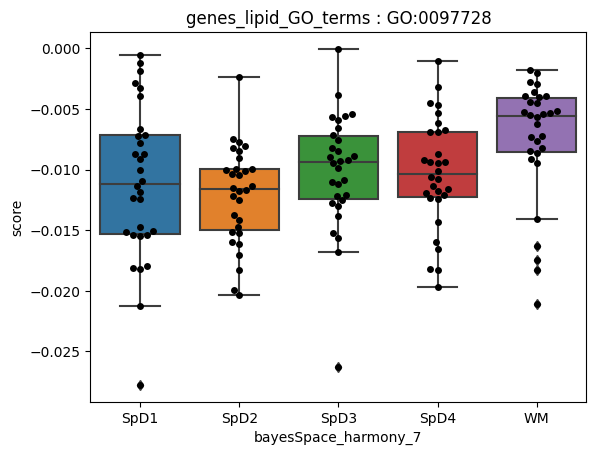 genes_lipid_GO_terms : GO:0097728
0.000
−0.005
−0.010
−0.015
−0.020
−0.025
score
SpD1 SpD2 SpD3 SpD4 WM
bayesSpace_harmony_7